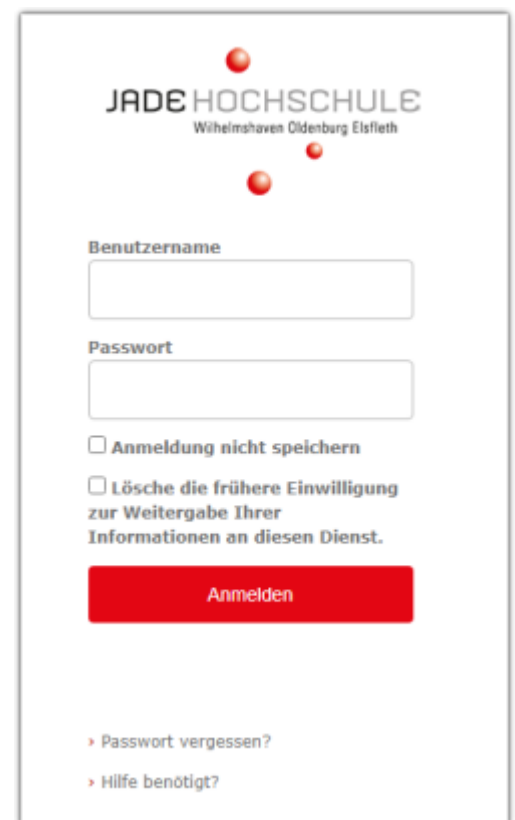 JADE HOCHSCHULE
Wilhelmshaven Oldenburg Elsfleth
Benutzername
Passwort
Anmeldung nicht speichern
Lösche die frühere Einwilligung
zur Weitergabe Ihrer
Informationen an diesen Dienst.
Anmelden
› Passwort vergessen?
› Hilfe benötigt?